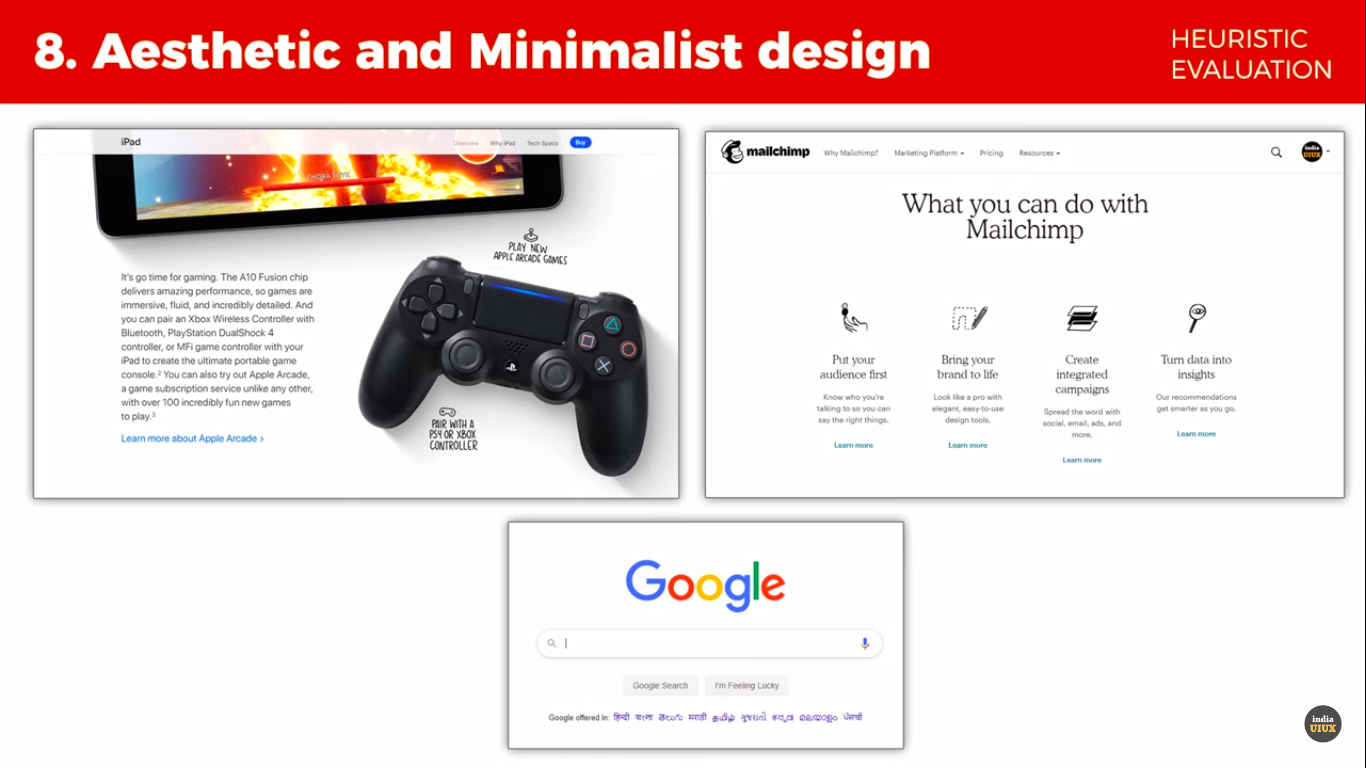 8. Aesthetic and Minimalist design
HEURISTIC
EVALUATION
iPad
Overview Why iPad Tech Specs Buy
PLAY NEW
APPLE ARCADE GAMES
It's go time for gaming. The A10 Fusion chip
delivers amazing performance, so games are
immersive, fluid, and incredibly detailed. And
you can pair an Xbox Wireless Controller with
Bluetooth, PlayStation DualShock 4
controller, or MFi game controller with your
iPad to create the ultimate portable game
console.² You can also try out Apple Arcade,
a game subscription service unlike any other,
with over 100 incredibly fun new games
to play.³
Learn more about Apple Arcade >
PAIR WITH A
PS4 OR XBOX
CONTROLLER
mailchimp Why Mailchimp? Marketing Platform Pricing Resources
india
UIUX
What you can do with
Mailchimp
Put your
audience first
Know who you're
talking to so you can
say the right things.
Learn more
Bring your
brand to life
Look like a pro with
elegant, easy-to-use
design tools.
Learn more
Create
integrated
campaigns
Spread the word with
social, email, ads, and
more.
Learn more
Turn data into
insights
Our recommendations
get smarter as you go.
Learn more
Google
Google Search I'm Feeling Lucky
Google offered in: हिन्दी বাংলা తెలుగు मराठी தமிழ் ગુજરાતી ಕನ್ನಡ മലയാളം ਪੰਜਾਬੀ
india
UIUX